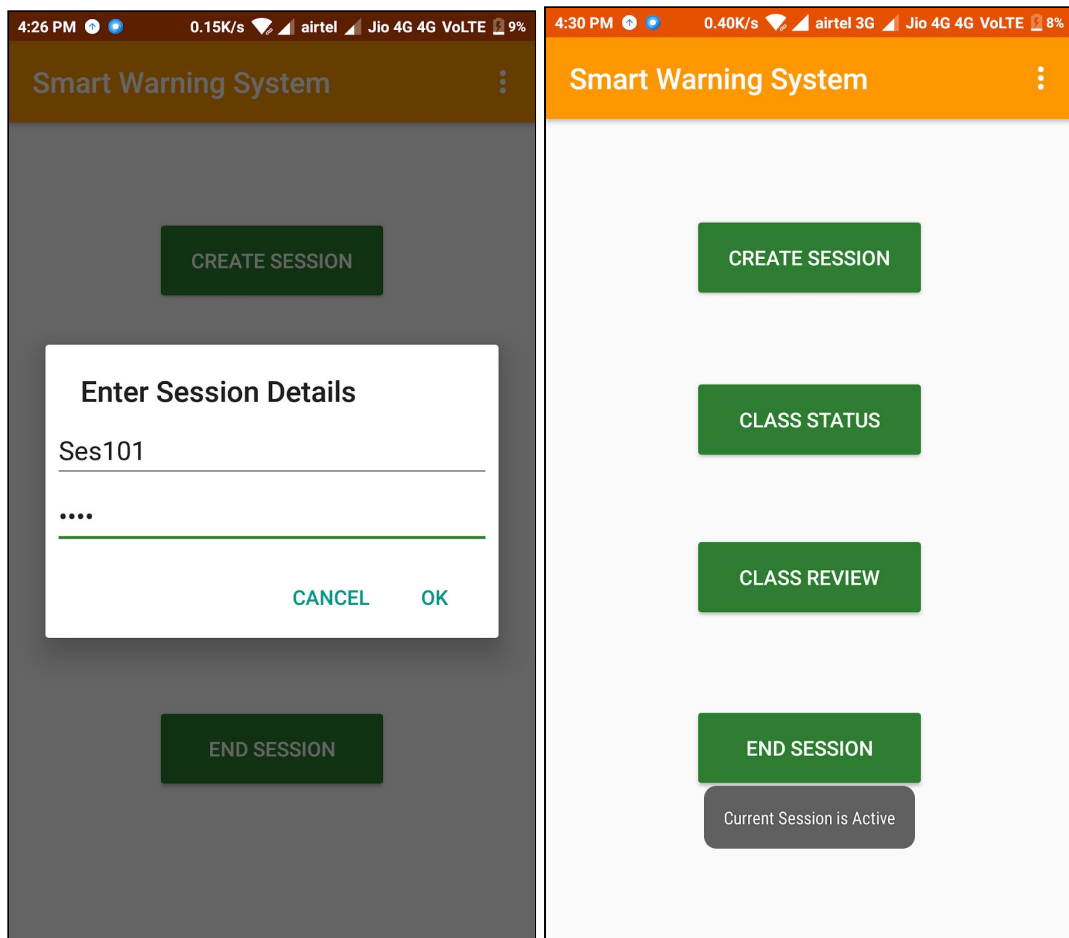 4:26 PM 0.15K/s airtel Jio 4G 4G VoLTE 9%
Smart Warning System
CREATE SESSION
Enter Session Details
Ses101
••••
CANCEL OK
END SESSION
4:30 PM 0.40K/s airtel 3G Jio 4G 4G VoLTE 8%
Smart Warning System
CREATE SESSION
CLASS STATUS
CLASS REVIEW
END SESSION
Current Session is Active